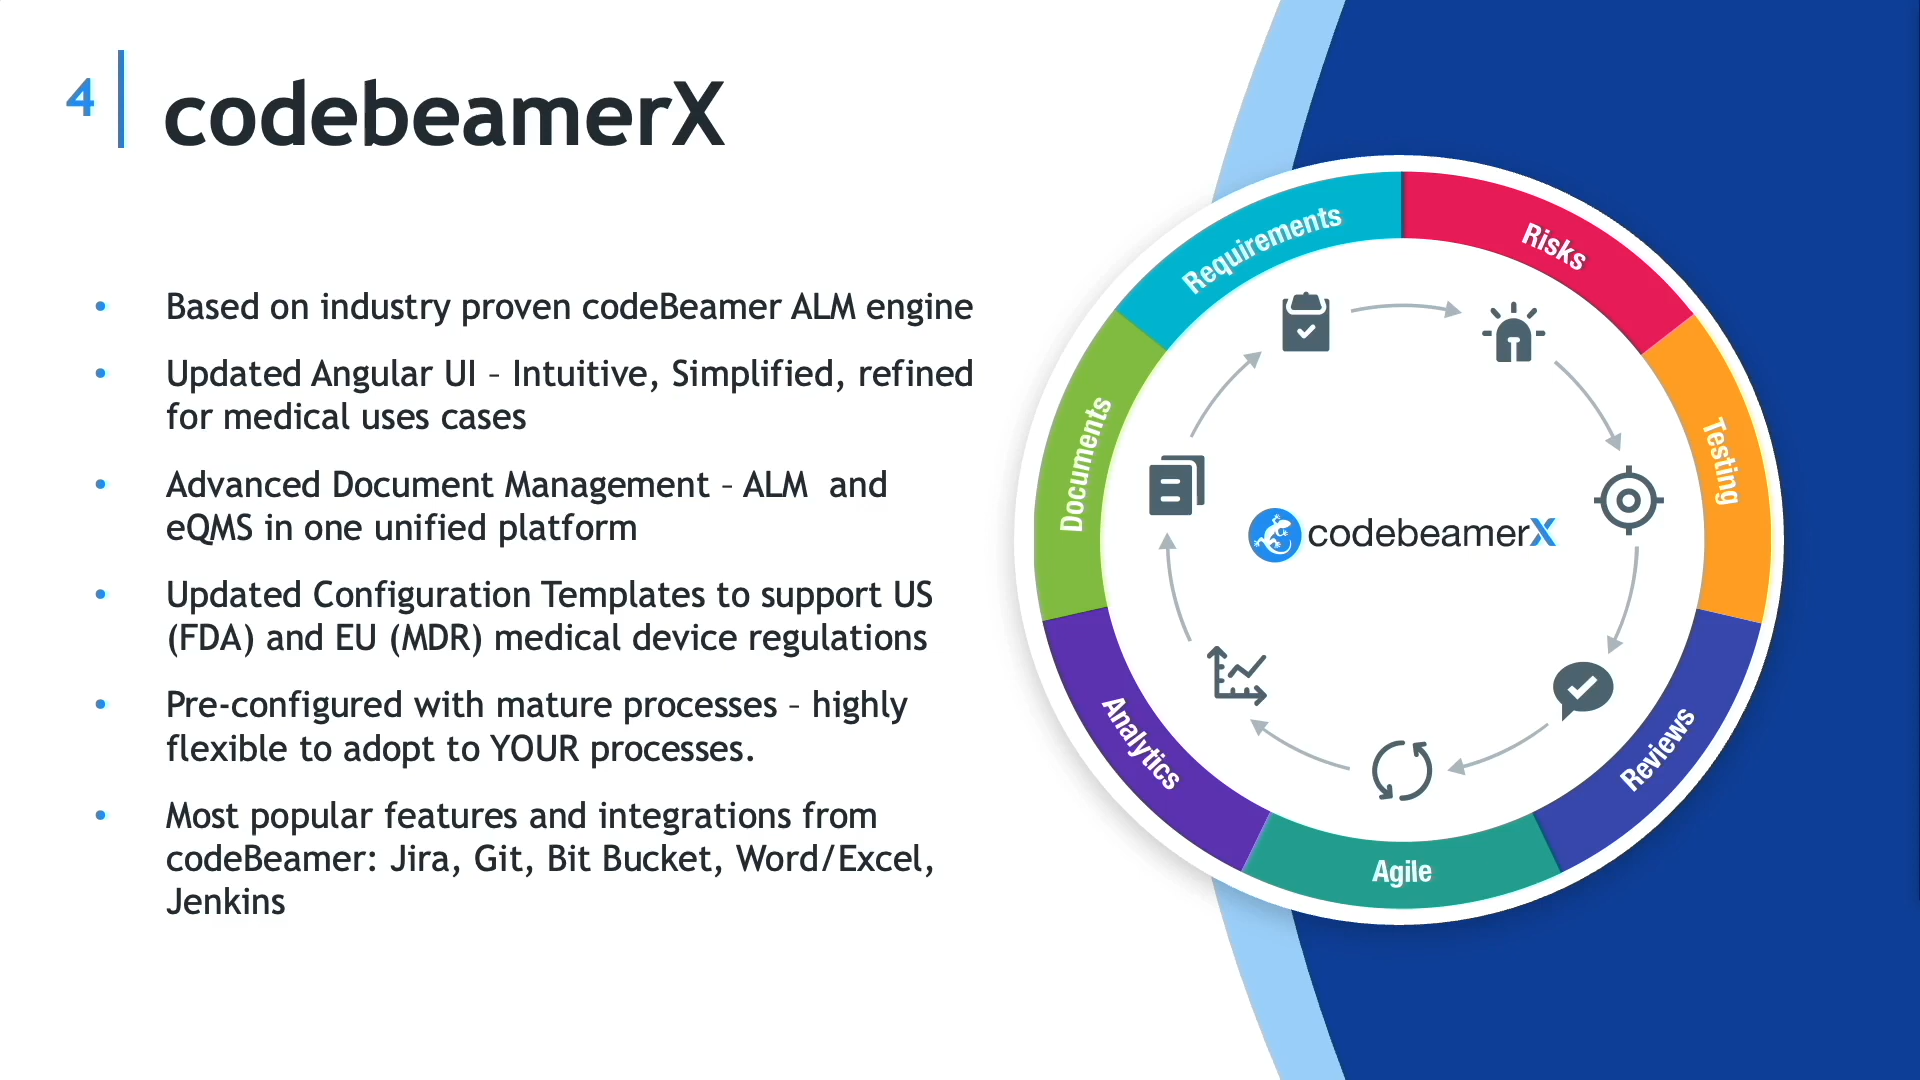 4
codebeamerX
• Based on industry proven codeBeamer ALM engine
• Updated Angular UI – Intuitive, Simplified, refined
for medical uses cases
• Advanced Document Management – ALM  and
eQMS in one unified platform
• Updated Configuration Templates to support US
(FDA) and EU (MDR) medical device regulations
• Pre-configured with mature processes – highly
flexible to adopt to YOUR processes.
• Most popular features and integrations from
codeBeamer: Jira, Git, Bit Bucket, Word/Excel,
Jenkins
Requirements
Risks
Testing
Reviews
Agile
Analytics
Documents
codebeamerX